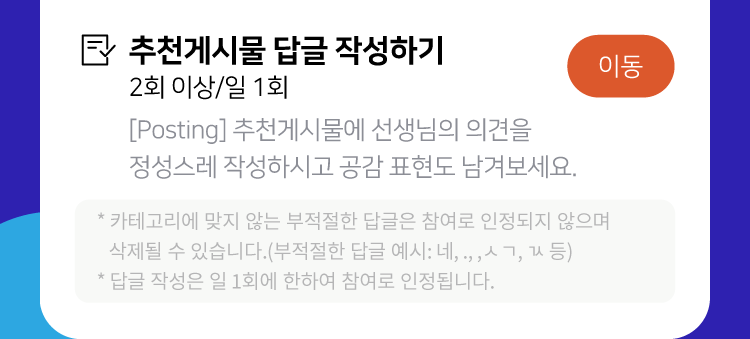 추천게시물 답글 작성하기
2회 이상/일 1회
이동
[Posting] 추천게시물에 선생님의 의견을
정성스레 작성하시고 공감 표현도 남겨보세요.
* 카테고리에 맞지 않는 부적절한 답글은 참여로 인정되지 않으며
삭제될 수 있습니다.(부적절한 답글 예시: 네, ., ,ㅅㄱ, ㄳ 등)
* 답글 작성은 일 1회에 한하여 참여로 인정됩니다.